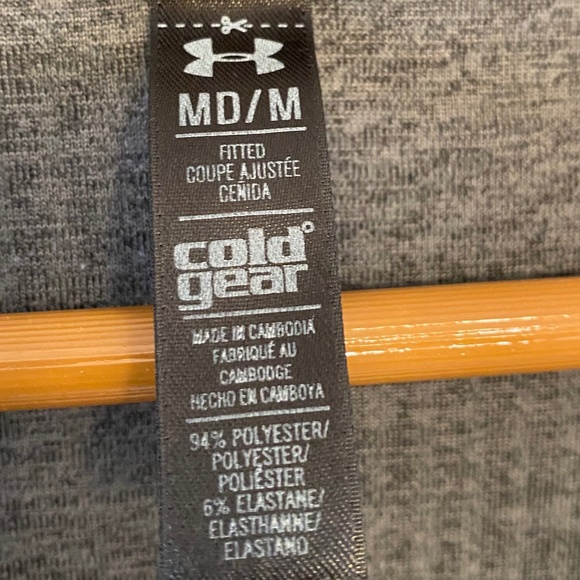 MD/M
FITTED
COUPE AJUSTÉE
CENIDA
cold°
gear
MADE IN CAMBODIA
FABRIQUÉ AU
CAMBODGE
HECHO EN CAMBOYA
94% POLYESTER/
POLYESTER/
POLIÉSTER
6% ELASTANE/
ELASTHANNE/
ELASTANO